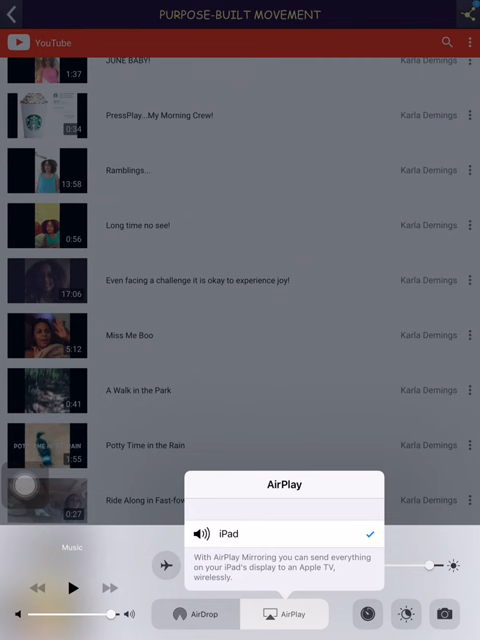 PURPOSE-BUILT MOVEMENT
YouTube
JUNE BABY!
Karla Demings
1:37
PressPlay...My Morning Crew!
Karla Demings
0:34
Ramblings...
Karla Demings
13:58
Long time no see!
Karla Demings
0:56
Even facing a challenge it is okay to experience joy!
Karla Demings
17:06
Miss Me Boo
Karla Demings
5:12
A Walk in the Park
Karla Demings
0:41
Potty Time in the Rain
Karla Demings
1:55
Ride Along in Fast-fow
0:27
AirPlay
iPad
With AirPlay Mirroring you can send everything
on your iPad's display to an Apple TV,
wirelessly.
Music
AirDrop
AirPlay